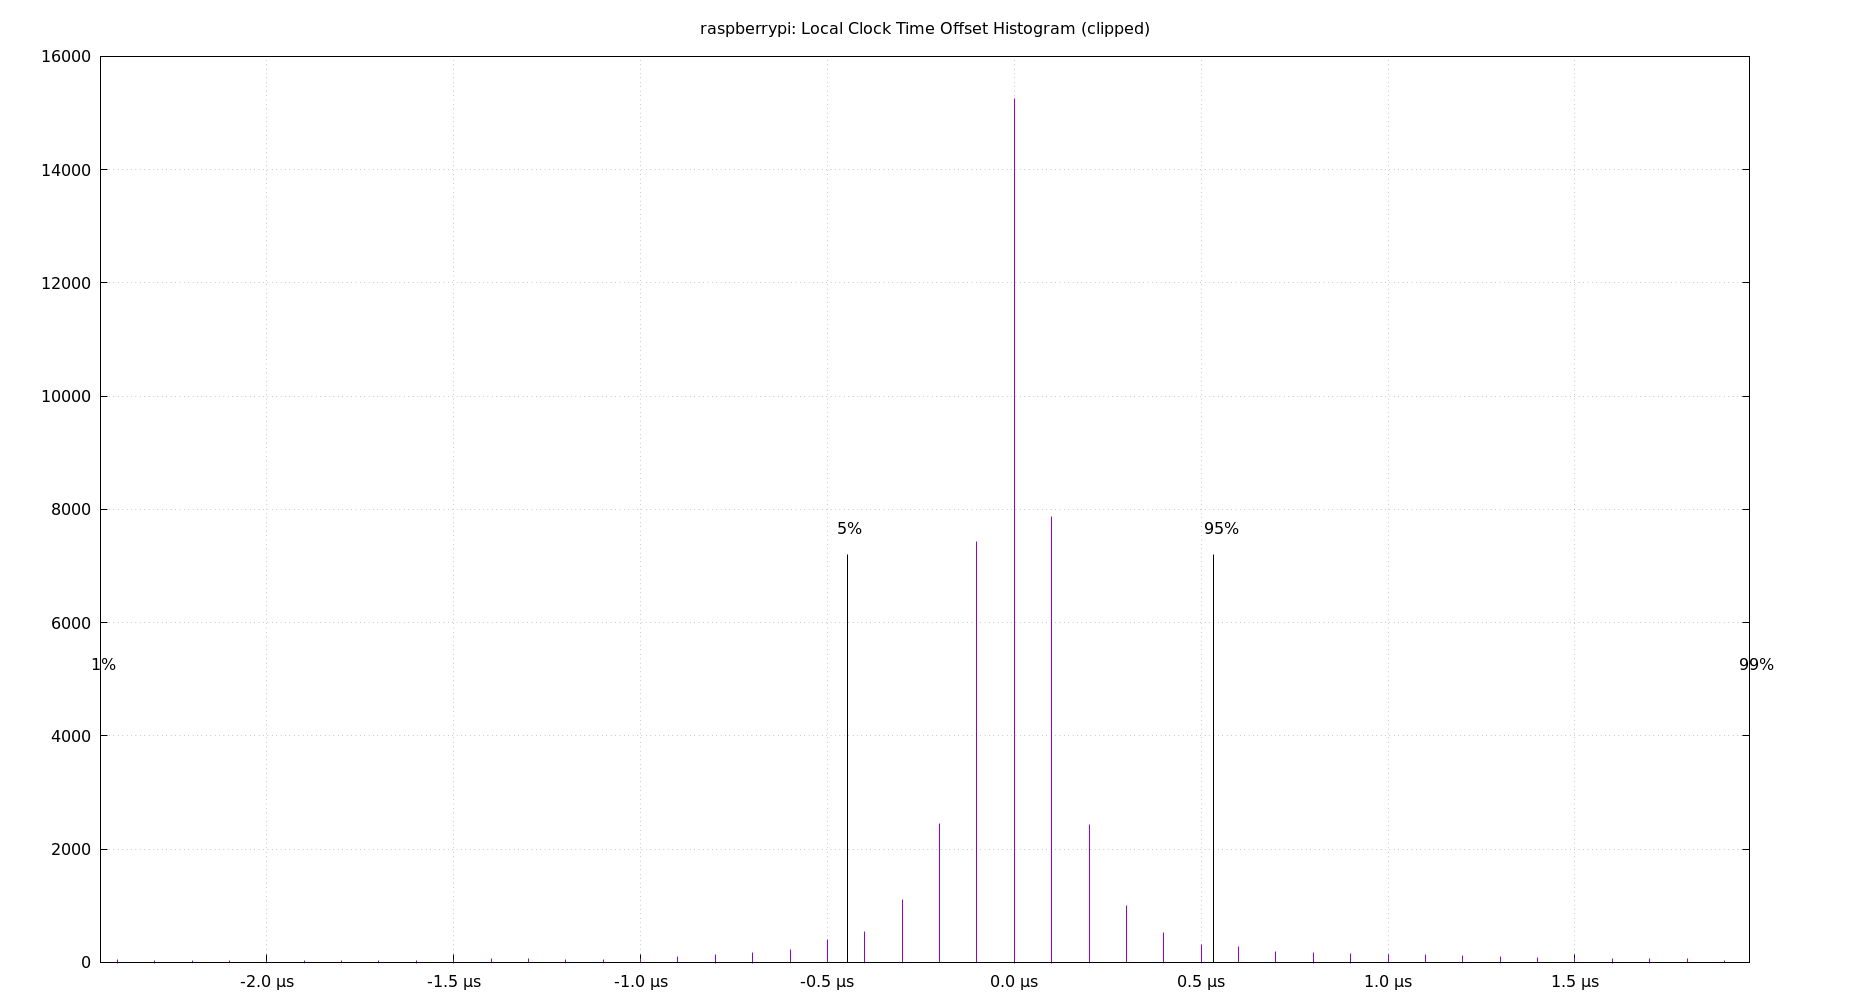 raspberrypi: Local Clock Time Offset Histogram (clipped)
16000
14000
12000
10000
8000
5%
95%
6000
1%
99%
4000
2000
0
-2.0 µs
-1.5 µs
-1.0 µs
-0.5 µs
0.0 µs
0.5 µs
1.0 µs
1.5 µs